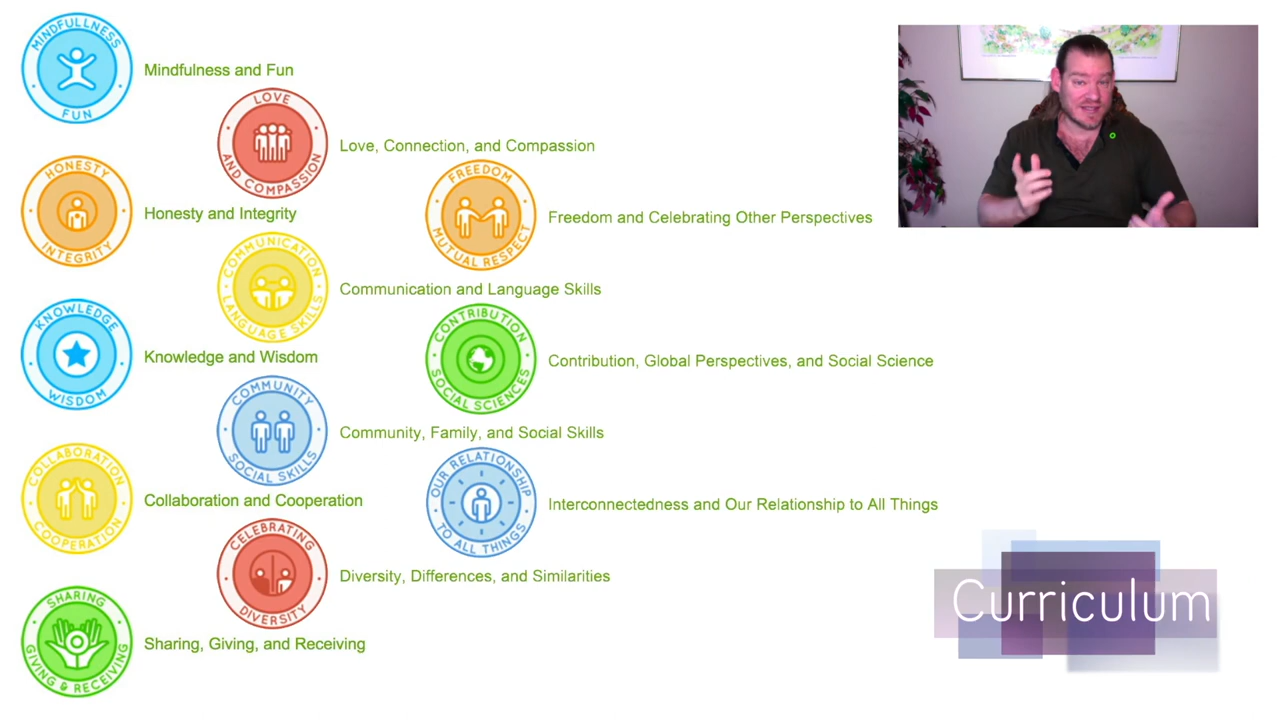 MINDFULLNESS
FUN
Mindfulness and Fun
LOVE
AND COMPASSION
Love, Connection, and Compassion
HONESTY
INTEGRITY
Honesty and Integrity
FREEDOM
MUTUAL RESPECT
Freedom and Celebrating Other Perspectives
COMMUNICATION
LANGUAGE SKILLS
Communication and Language Skills
KNOWLEDGE
WISDOM
Knowledge and Wisdom
CONTRIBUTION
SOCIAL SCIENCES
Contribution, Global Perspectives, and Social Science
COMMUNITY
SOCIAL SKILLS
Community, Family, and Social Skills
COLLABORATION
COOPERATION
Collaboration and Cooperation
OUR RELATIONSHIP
TO ALL THINGS
Interconnectedness and Our Relationship to All Things
CELEBRATING
DIVERSITY
Diversity, Differences, and Similarities
SHARING
GIVING & RECEIVING
Sharing, Giving, and Receiving
Curriculum